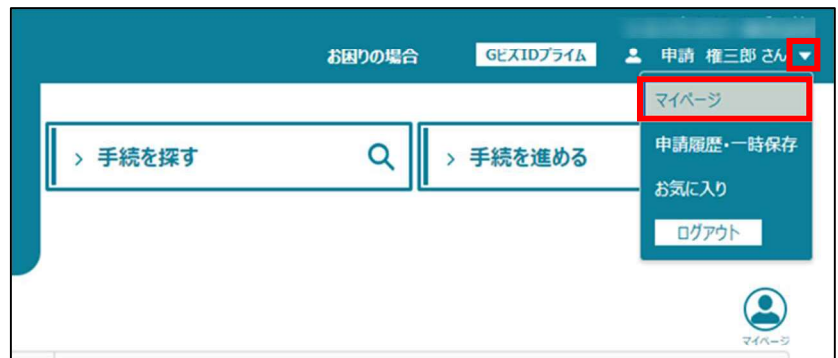 お困りの場合
GビズIDプライム
申請 権三郎 さん
マイページ
申請履歴・一時保存
お気に入り
ログアウト
> 手続を探す
> 手続を進める
マイページ